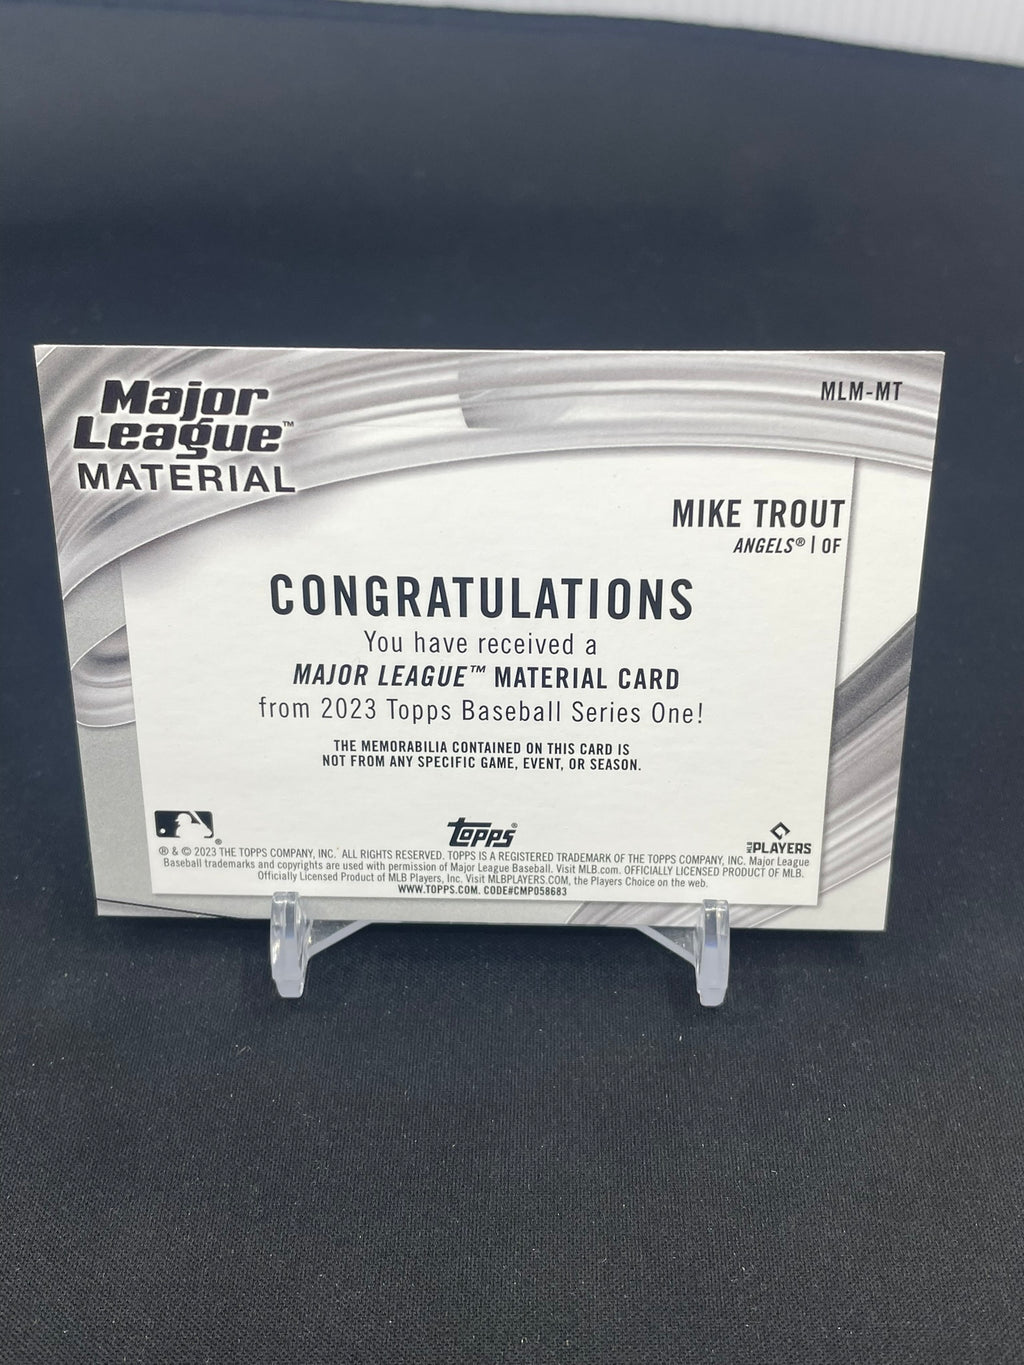 Major
League™
MATERIAL
MLM-MT
MIKE TROUT
ANGELS® | OF
CONGRATULATIONS
You have received a
MAJOR LEAGUE™ MATERIAL CARD
from 2023 Topps Baseball Series One!
THE MEMORABILIA CONTAINED ON THIS CARD IS
NOT FROM ANY SPECIFIC GAME, EVENT, OR SEASON.
topps®
MLB PLAYERS
® & © 2023 THE TOPPS COMPANY, INC. ALL RIGHTS RESERVED. TOPPS IS A REGISTERED TRADEMARK OF THE TOPPS COMPANY, INC. Major League
Baseball trademarks and copyrights are used with permission of Major League Baseball. Visit MLB.com. OFFICIALLY LICENSED PRODUCT OF MLB.
Officially Licensed Product of MLB Players, Inc. Visit MLBPLAYERS.COM, the Players Choice on the web.
WWW.TOPPS.COM. CODE#CMP058683